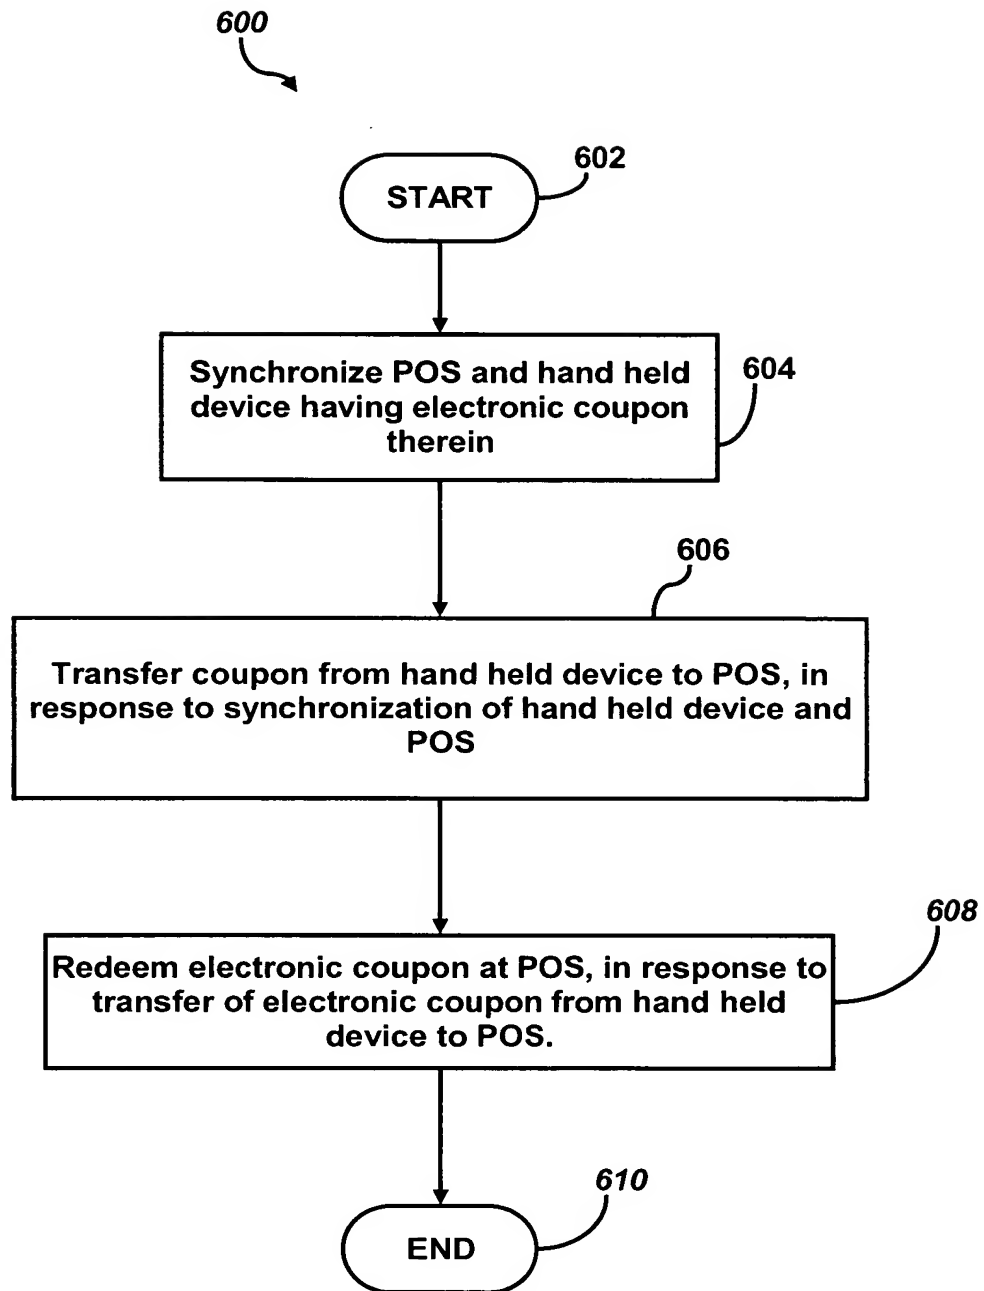 600
602
START
604
Synchronize POS and hand held
device having electronic coupon
therein
606
Transfer coupon from hand held device to POS, in
response to synchronization of hand held device and
POS
608
Redeem electronic coupon at POS, in response to
transfer of electronic coupon from hand held
device to POS.
610
END